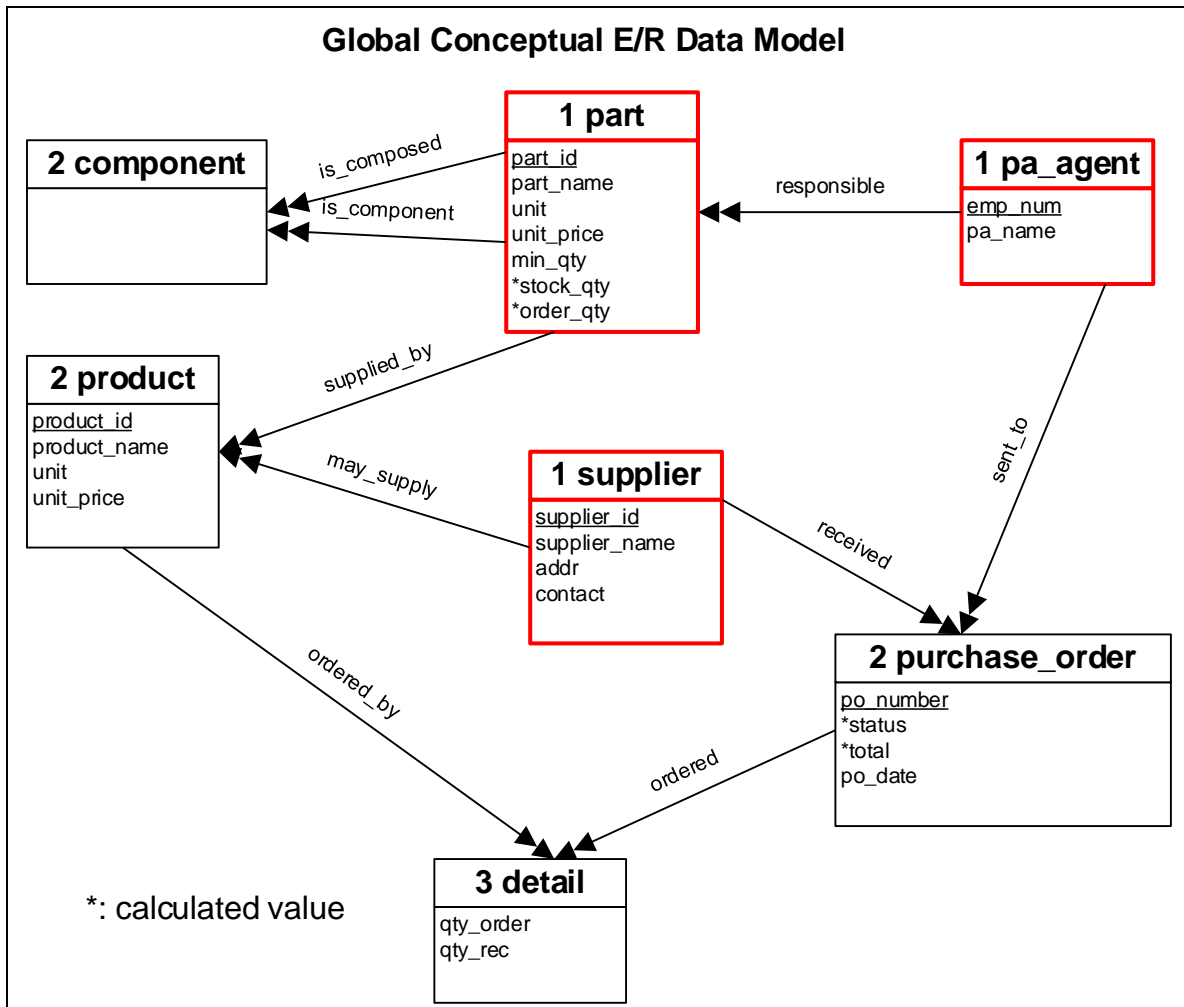 Global Conceptual E/R Data Model
1 part
part_id
part_name
unit
unit_price
min_qty
*stock_qty
*order_qty
2 component
is_composed
is_component
responsible
1 pa_agent
emp_num
pa_name
supplied_by
2 product
product_id
product_name
unit
unit_price
may_supply
1 supplier
supplier_id
supplier_name
addr
contact
sent_to
received
2 purchase_order
po_number
*status
*total
po_date
ordered_by
ordered
3 detail
qty_order
qty_rec
*: calculated value